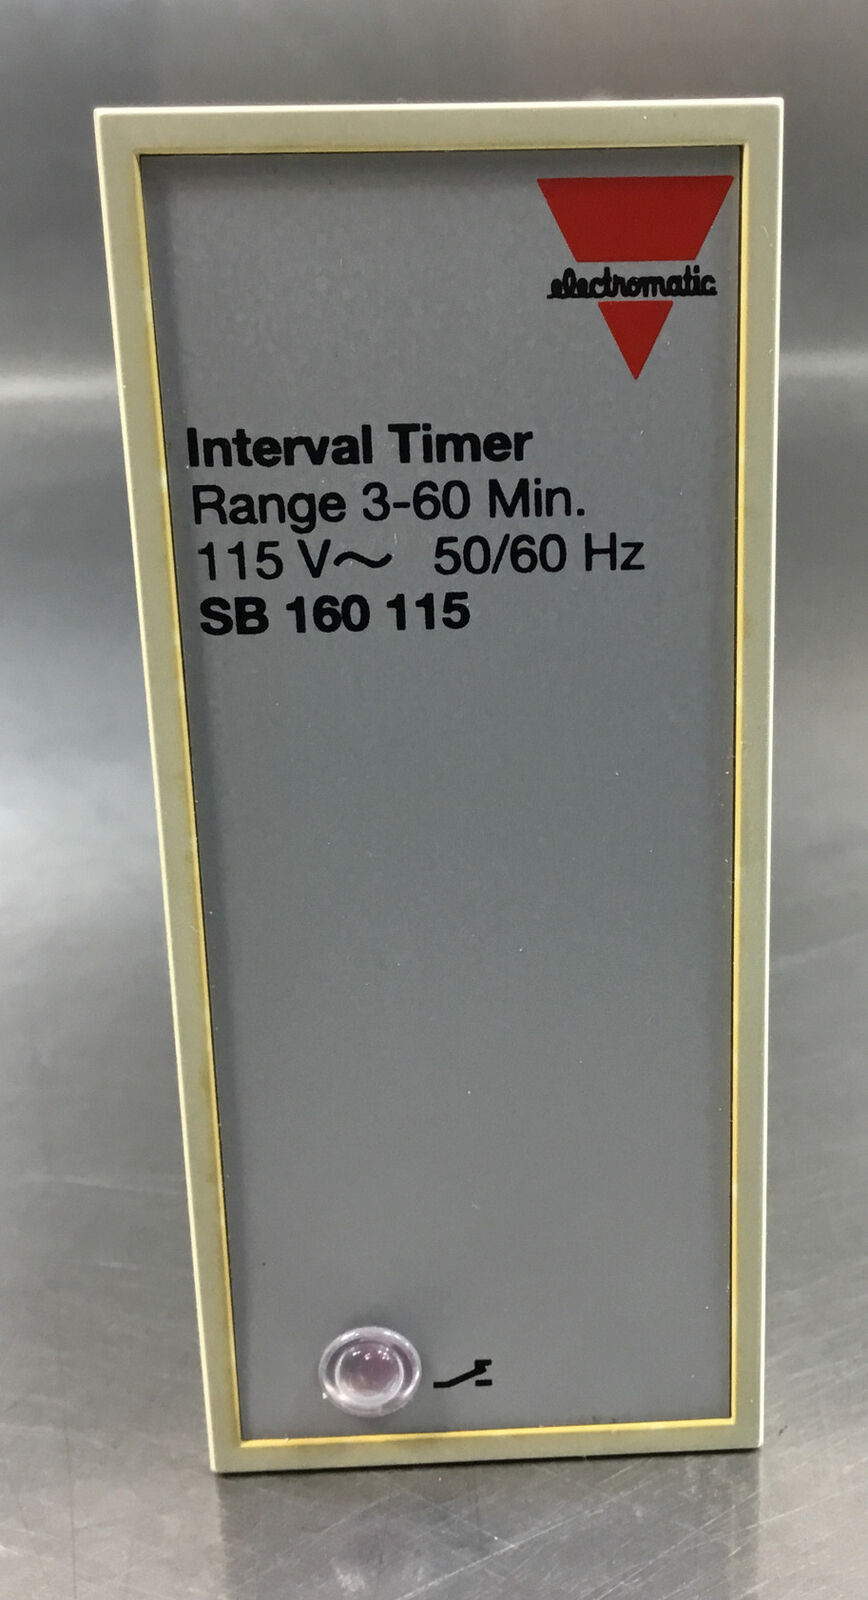 electromatic
Interval Timer
Range 3-60 Min.
115 V~ 50/60 Hz
SB 160 115